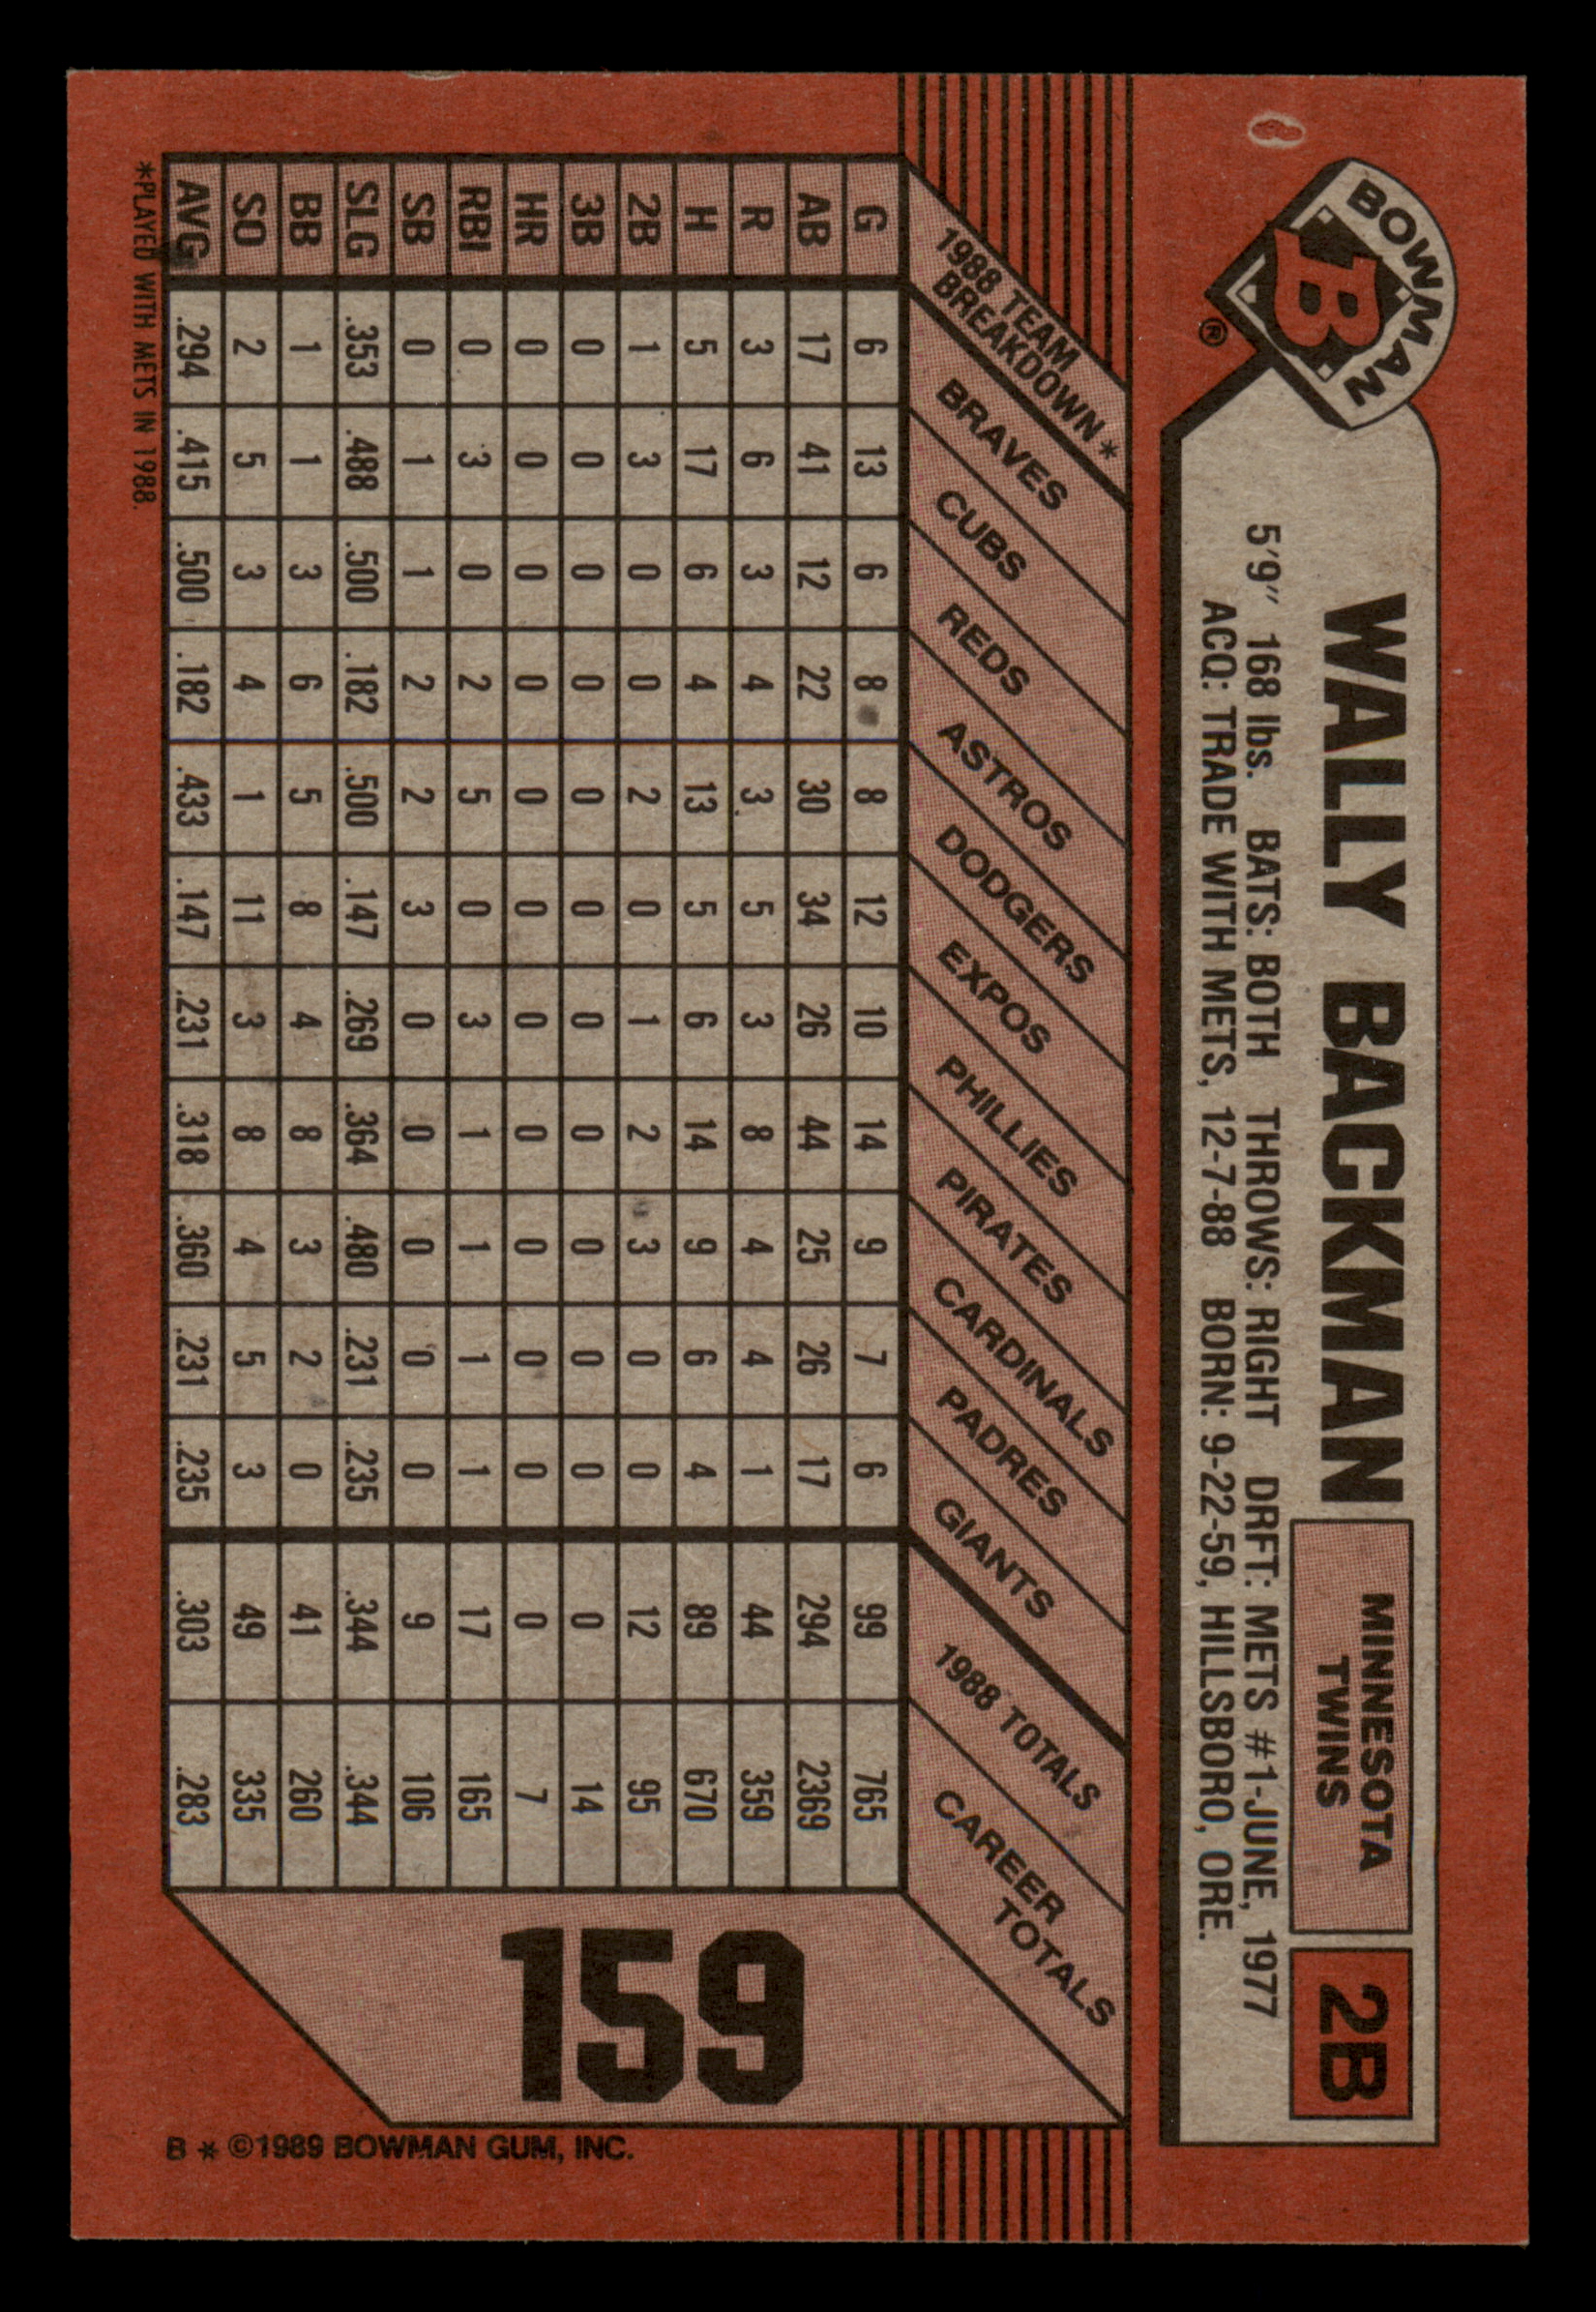 BOWMAN
B
®
WALLY BACKMAN
MINNESOTA
TWINS
2B
5'9" 168 lbs. BATS: BOTH THROWS: RIGHT DRFT: METS #1-JUNE, 1977
ACQ: TRADE WITH METS, 12-7-88 BORN: 9-22-59, HILLSBORO, ORE.
1988 TEAM
BREAKDOWN*
BRAVES CUBS REDS ASTROS DODGERS EXPOS PHILLIES PIRATES CARDINALS PADRES GIANTS 1988 TOTALS CAREER TOTALS
G 6 13 6 8 8 12 10 14 9 7 6 99 765
AB 17 41 12 22 30 34 26 44 25 26 17 294 2369
R 3 6 3 4 3 5 3 8 4 4 1 44 359
H 5 17 6 4 13 5 6 14 9 6 4 89 670
2B 1 3 0 0 2 0 1 2 3 0 0 12 95
3B 0 0 0 0 0 0 0 0 0 0 0 0 14
HR 0 0 0 0 0 0 0 0 0 0 0 0 7
RBI 0 3 0 2 5 0 3 1 1 1 1 17 165
SB 0 1 1 2 2 3 0 0 0 0 0 9 106
SLG .353 .488 .500 .182 .500 .147 .269 .364 .480 .231 .235 .344 .344
BB 1 1 3 6 5 8 4 8 3 2 0 41 260
SO 2 5 3 4 1 11 3 8 4 5 3 49 335
AVG .294 .415 .500 .182 .433 .147 .231 .318 .360 .231 .235 .303 .283
*PLAYED WITH METS IN 1988.
159
B * ©1989 BOWMAN GUM, INC.